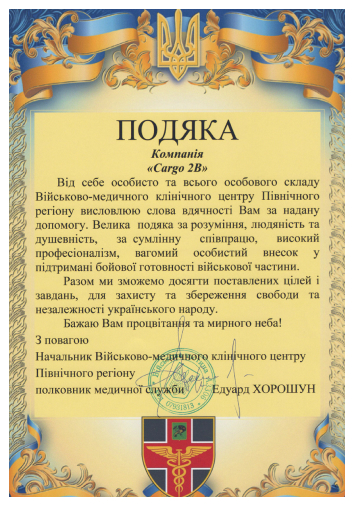 ПОДЯКА
Компанія
«Cargo 2B»
Від себе особисто та всього особового складу
Військово-медичного клінічного центру Південного
регіону висловлюю слова вдячності Вам за надану
допомогу. Велика подяка за розуміння, людяність та
душевність, за сумлінну співпрацю, високий
професіоналізм, вагомий особистий внесок у
підтримані бойової готовності військової частини.
Разом ми зможемо досягти поставлених цілей і
завдань, для захисту та збереження свободи та
незалежності українського народу.
Бажаю Вам процвітання та мирного неба!
З повагою
Начальник Військово-медичного клінічного центру
Південного регіону
полковник медичної служби Едуард ХОРОШУН